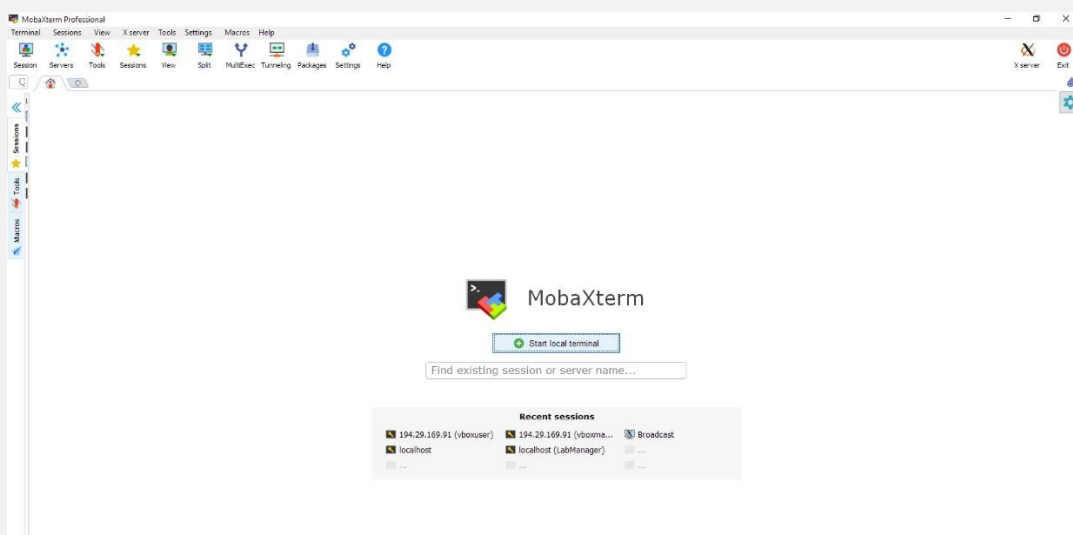 MobaXterm Professional
Terminal Sessions View X server Tools Settings Macros Help
Session Servers Tools Sessions View Split MultiExec Tunneling Packages Settings Help X server Exit
Sessions
Tools
Macros
>_
MobaXterm
Start local terminal
Find existing session or server name...
Recent sessions
194.29.169.91 (vboxuser) 194.29.169.91 (vboxma... Broadcast
localhost localhost (LabManager) ...
... ... ...